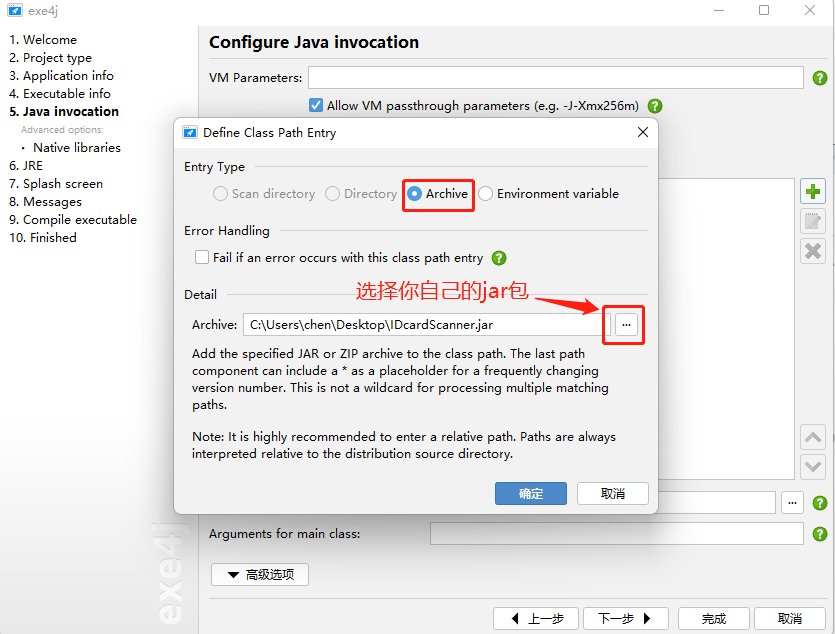 exe4j
1. Welcome
2. Project type
3. Application info
4. Executable info
5. Java invocation
Advanced options:
· Native libraries
6. JRE
7. Splash screen
8. Messages
9. Compile executable
10. Finished
exe4j
Configure Java invocation
VM Parameters:
Allow VM passthrough parameters (e.g. -J-Xmx256m)
Define Class Path Entry
Entry Type
Scan directory Directory Archive Environment variable
Error Handling
Fail if an error occurs with this class path entry
选择你自己的jar包
Detail
Archive: C:\Users\chen\Desktop\IDcardScanner.jar ...
Add the specified JAR or ZIP archive to the class path. The last path
component can include a * as a placeholder for a frequently changing
version number. This is not a wildcard for processing multiple matching
paths.
Note: It is highly recommended to enter a relative path. Paths are always
interpreted relative to the distribution source directory.
确定 取消
...
Arguments for main class:
高级选项
上一步 下一步 完成 取消